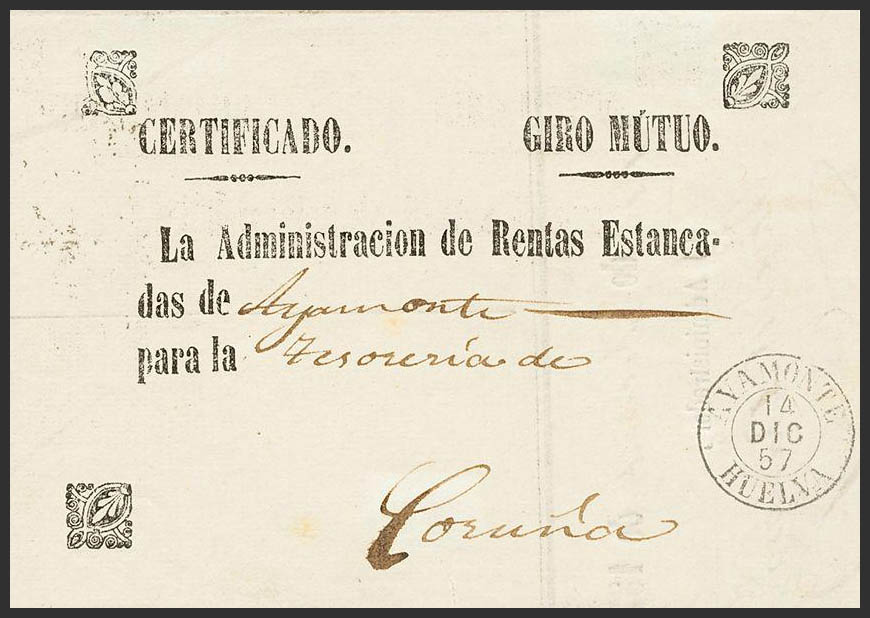 CERTIFICADO. GIRO MÚTUO.
La Administracion de Rentas Estanca-
das de Ayamonte
para la Tesorería de
Coruña
AYAMONTE
14
DIC
57
HUELVA